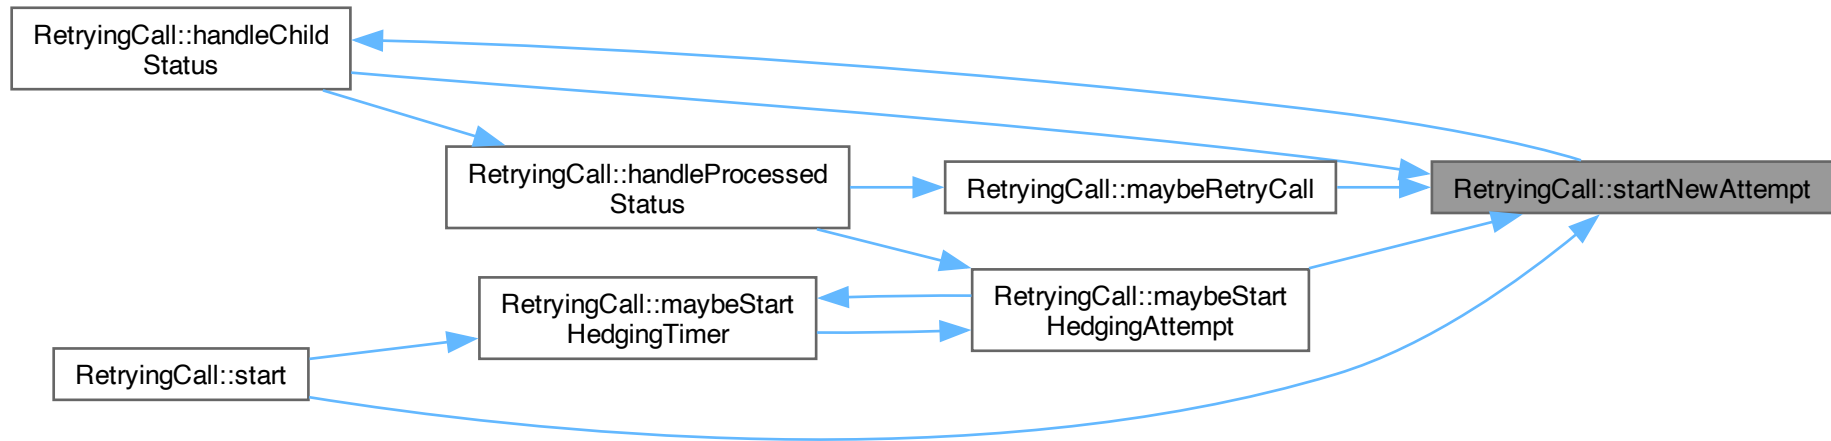 RetryingCall::handleChild
Status
RetryingCall::handleProcessed
Status
RetryingCall::maybeRetryCall
RetryingCall::startNewAttempt
RetryingCall::maybeStart
HedgingTimer
RetryingCall::maybeStart
HedgingAttempt
RetryingCall::start